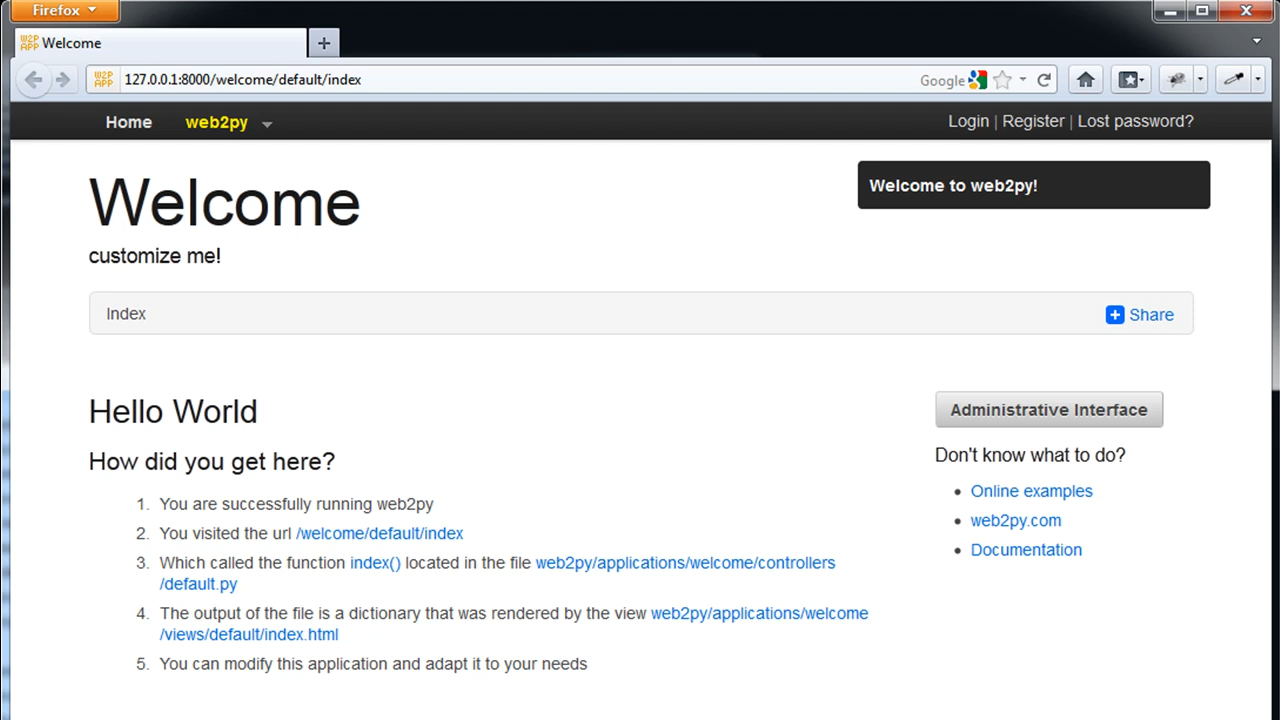 Firefox
W2P
APP
Welcome
W2P
APP
127.0.0.1:8000/welcome/default/index
Google
Home
web2py
Login | Register | Lost password?
Welcome
Welcome to web2py!
customize me!
Index
Share
Hello World
Administrative Interface
How did you get here?
Don't know what to do?
1. You are successfully running web2py
2. You visited the url /welcome/default/index
3. Which called the function index() located in the file web2py/applications/welcome/controllers
/default.py
4. The output of the file is a dictionary that was rendered by the view web2py/applications/welcome
/views/default/index.html
5. You can modify this application and adapt it to your needs
• Online examples
• web2py.com
• Documentation